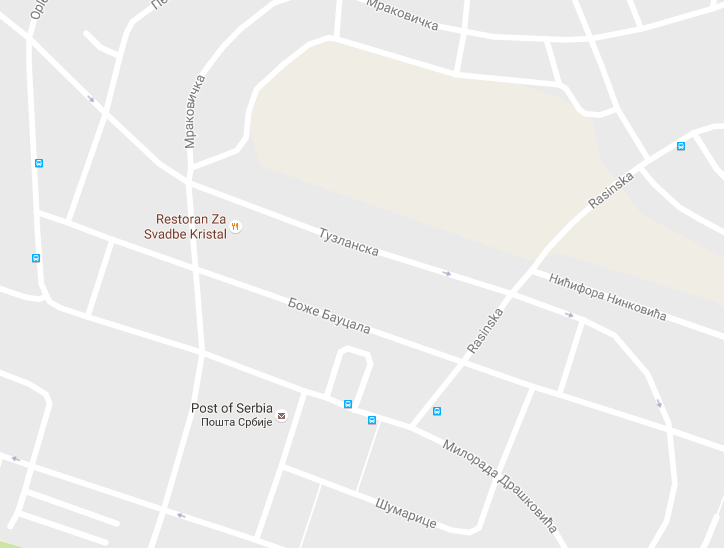 Ople
Мраковичка
Мраковичка
Rasinska
Restoran Za
Svadbe Kristal
Тузланска
Нићифора Нинковића
Боже Бауцала
Rasinska
Post of Serbia
Пошта Србије
Милорада Драшковића
Шумарице